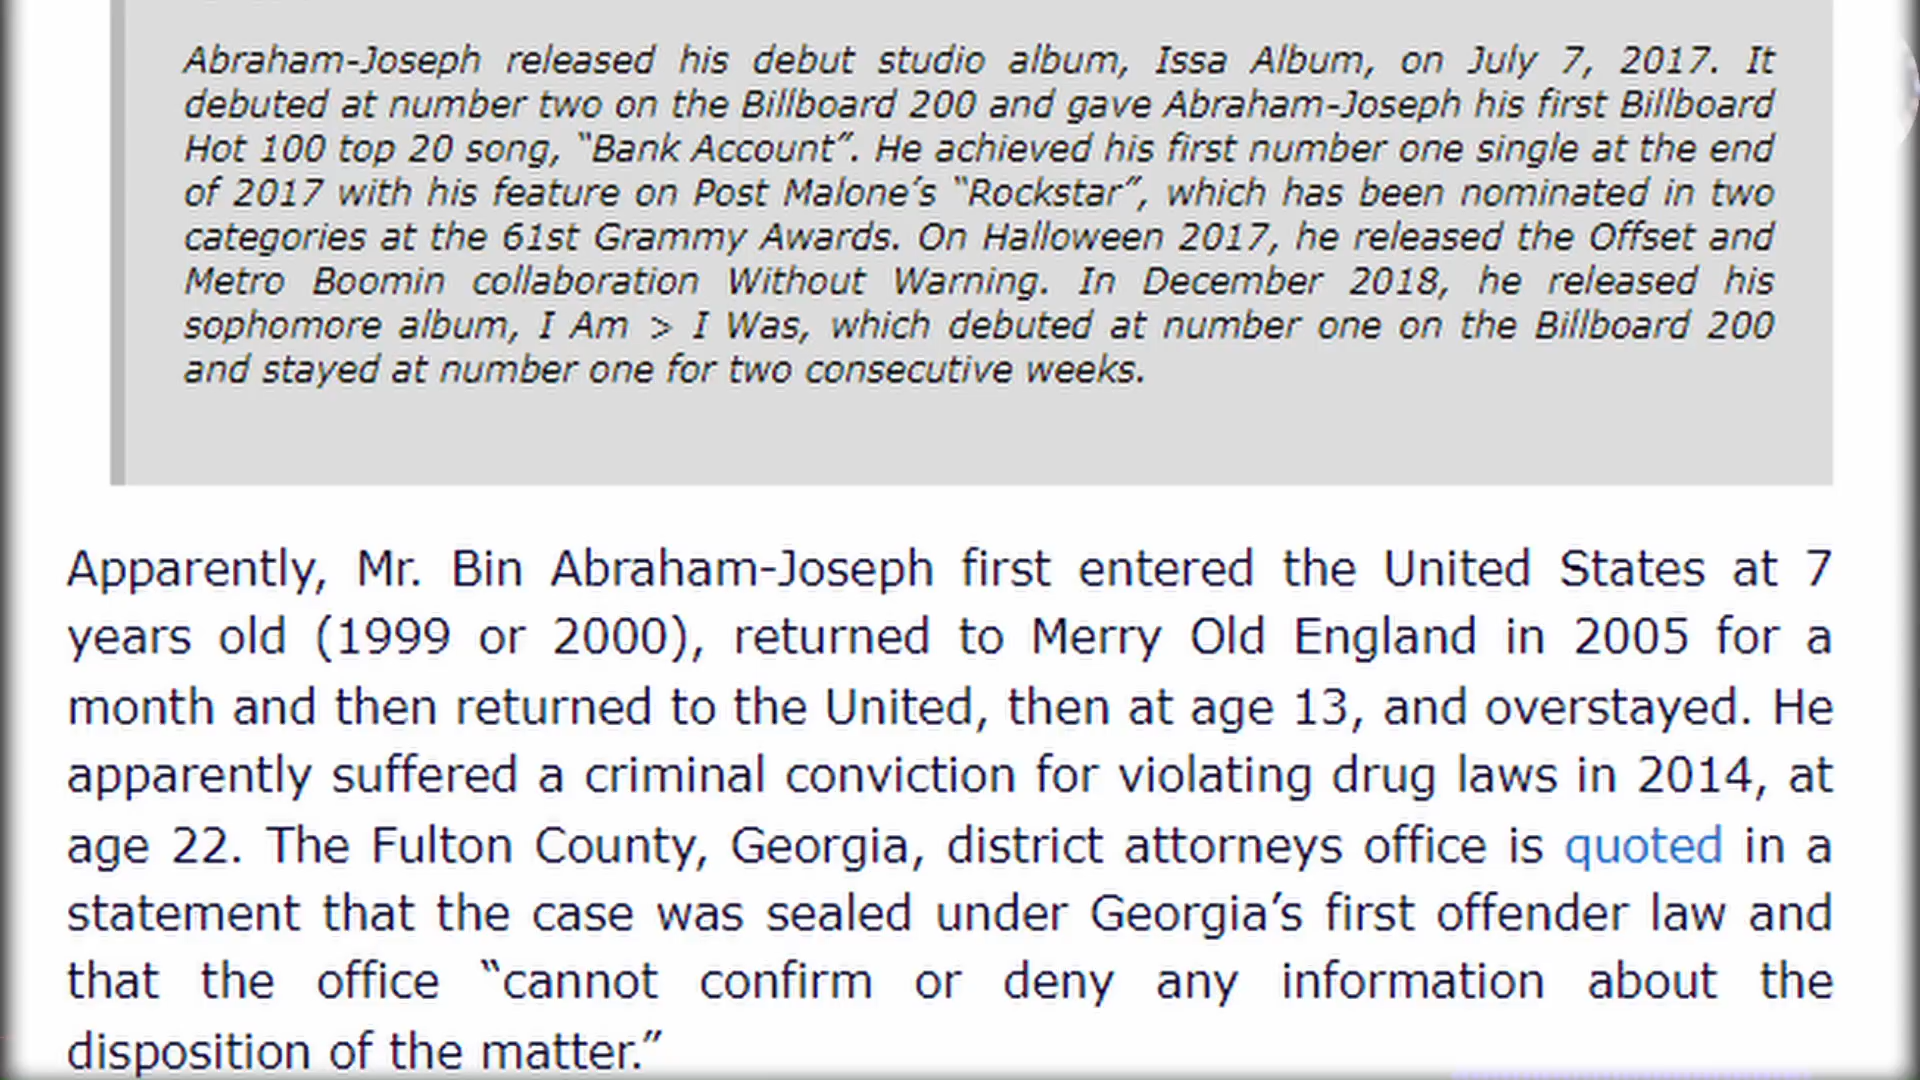 Abraham-Joseph released his debut studio album, Issa Album, on July 7, 2017. It
debuted at number two on the Billboard 200 and gave Abraham-Joseph his first Billboard
Hot 100 top 20 song, “Bank Account”. He achieved his first number one single at the end
of 2017 with his feature on Post Malone’s “Rockstar”, which has been nominated in two
categories at the 61st Grammy Awards. On Halloween 2017, he released the Offset and
Metro Boomin collaboration Without Warning. In December 2018, he released his
sophomore album, I Am > I Was, which debuted at number one on the Billboard 200
and stayed at number one for two consecutive weeks.
Apparently, Mr. Bin Abraham-Joseph first entered the United States at 7
years old (1999 or 2000), returned to Merry Old England in 2005 for a
month and then returned to the United, then at age 13, and overstayed. He
apparently suffered a criminal conviction for violating drug laws in 2014, at
age 22. The Fulton County, Georgia, district attorneys office is quoted in a
statement that the case was sealed under Georgia’s first offender law and
that the office “cannot confirm or deny any information about the
disposition of the matter.”